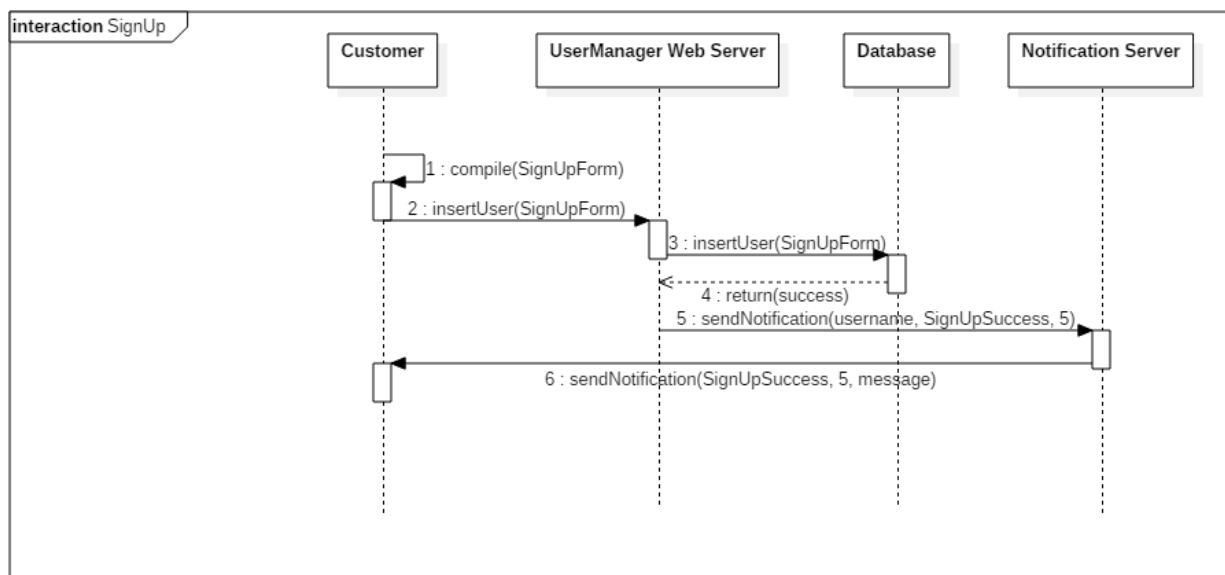 interaction SignUp
Customer
UserManager Web Server
Database
Notification Server
1 : compile(SignUpForm)
2 : insertUser(SignUpForm)
3 : insertUser(SignUpForm)
4 : return(success)
5 : sendNotification(username, SignUpSuccess, 5)
6 : sendNotification(SignUpSuccess, 5, message)